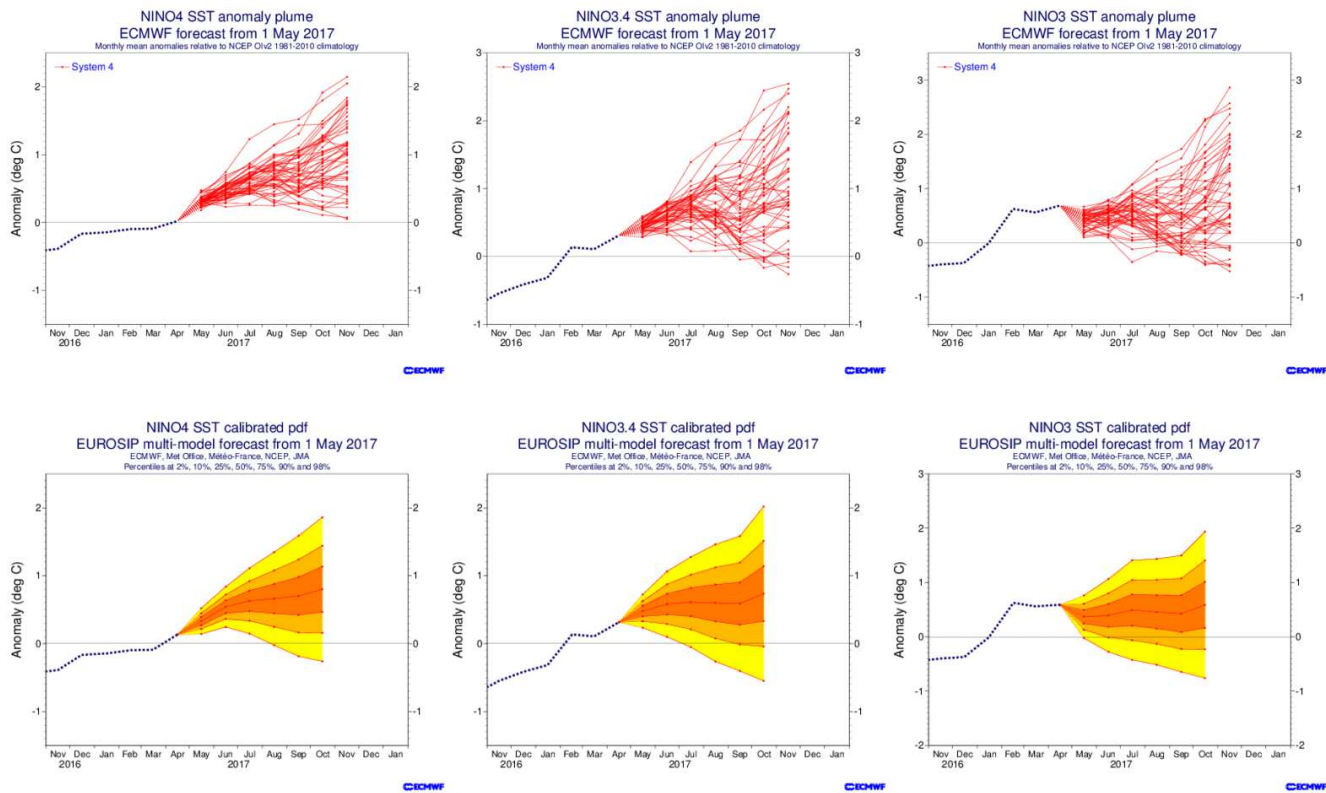 NINO4 SST anomaly plume
ECMWF forecast from 1 May 2017
Monthly mean anomalies relative to NCEP OIv2 1981-2010 climatology
System 4
2
1
0
-1
2
1
0
-1
Anomaly (deg C)
Nov Dec Jan Feb Mar Apr May Jun Jul Aug Sep Oct Nov Dec Jan
2016 2017
ECMWF
NINO3.4 SST anomaly plume
ECMWF forecast from 1 May 2017
Monthly mean anomalies relative to NCEP OIv2 1981-2010 climatology
System 4
3
2
1
0
-1
3
2
1
0
-1
Anomaly (deg C)
Nov Dec Jan Feb Mar Apr May Jun Jul Aug Sep Oct Nov Dec Jan
2016 2017
ECMWF
NINO3 SST anomaly plume
ECMWF forecast from 1 May 2017
Monthly mean anomalies relative to NCEP OIv2 1981-2010 climatology
System 4
3
2
1
0
-1
3
2
1
0
-1
Anomaly (deg C)
Nov Dec Jan Feb Mar Apr May Jun Jul Aug Sep Oct Nov Dec Jan
2016 2017
ECMWF
NINO4 SST calibrated pdf
EUROSIP multi-model forecast from 1 May 2017
ECMWF, Met Office, Météo-France, NCEP, JMA
Percentiles at 2%, 10%, 25%, 50%, 75%, 90% and 98%
2
1
0
-1
2
1
0
-1
Anomaly (deg C)
Nov Dec Jan Feb Mar Apr May Jun Jul Aug Sep Oct Nov Dec Jan
2016 2017
ECMWF
NINO3.4 SST calibrated pdf
EUROSIP multi-model forecast from 1 May 2017
ECMWF, Met Office, Météo-France, NCEP, JMA
Percentiles at 2%, 10%, 25%, 50%, 75%, 90% and 98%
2
1
0
-1
2
1
0
-1
Anomaly (deg C)
Nov Dec Jan Feb Mar Apr May Jun Jul Aug Sep Oct Nov Dec Jan
2016 2017
ECMWF
NINO3 SST calibrated pdf
EUROSIP multi-model forecast from 1 May 2017
ECMWF, Met Office, Météo-France, NCEP, JMA
Percentiles at 2%, 10%, 25%, 50%, 75%, 90% and 98%
3
2
1
0
-1
-2
3
2
1
0
-1
-2
Anomaly (deg C)
Nov Dec Jan Feb Mar Apr May Jun Jul Aug Sep Oct Nov Dec Jan
2016 2017
ECMWF